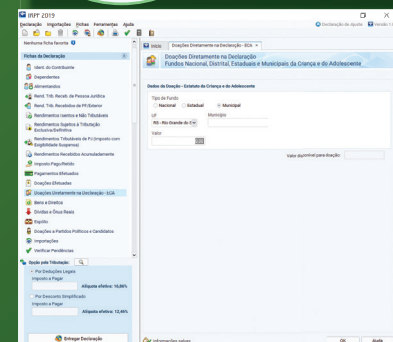 IRPF 2019
Declaração Importações Fichas Ferramentas Ajuda
Declaração de Ajuste
Versão 1.
Nenhuma ficha favorita
Início
Doações Diretamente na Declaração - ECA
Fichas da Declaração
Doações Diretamente na Declaração
Fundos Nacional, Distrital, Estaduais e Municipais da Criança e do Adolescente
Identi. do Contribuinte
Dependentes
Alimentandos
Rend. Trib. Receb. de Pessoa Jurídica
Rend. Trib. Recebidos de PF/Exterior
Rendimentos Isentos e Não Tributáveis
Rendimentos Sujeitos à Tributação Exclusiva/Definitiva
Rendimentos Tributáveis de PJ (Imposto com Exigibilidade Suspensa)
Rendimentos Recebidos Acumuladamente
Imposto Pago/Retido
Pagamentos Efetuados
Doações Efetuadas
Doações Diretamente na Declaração - ECA
Bens e Direitos
Dívidas e Ônus Reais
Espólio
Doações a Partidos Políticos e Candidatos
Importações
Verificar Pendências
Opção pela Tributação:
Por Deduções Legais
Imposto a Pagar
Alíquota efetiva: 16,86%
Por Desconto Simplificado
Imposto a Pagar
Alíquota efetiva: 12,46%
Entregar Declaração
Dados da Doação - Estatuto da Criança e do Adolescente
Tipo de Fundo
Nacional Estadual Municipal
UF Município
RS - Rio Grande do S
Valor
Valor disponível para doação:
Informações salvas
OK Ajuda